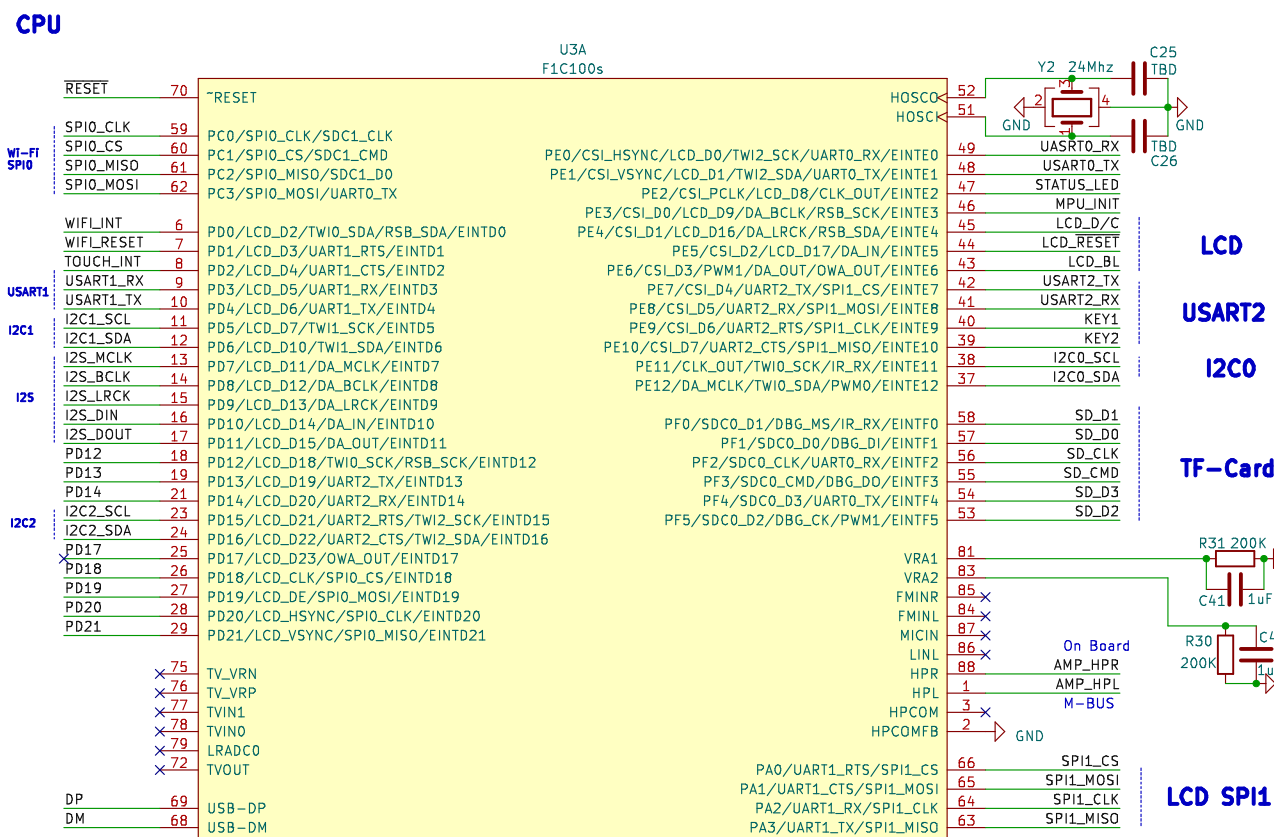 CPU
U3A
F1C100s
RESET 70 ~RESET
SPI0_CLK 59 PC0/SPI0_CLK/SDC1_CLK
SPI0_CS 60 PC1/SPI0_CS/SDC1_CMD
SPI0_MISO 61 PC2/SPI0_MISO/SDC1_D0
SPI0_MOSI 62 PC3/SPI0_MOSI/UART0_TX
Wi-Fi
SPI0
WIFI_INT 6 PD0/LCD_D2/TWI0_SDA/RSB_SDA/EINTD0
WIFI_RESET 7 PD1/LCD_D3/UART1_RTS/EINTD1
TOUCH_INT 8 PD2/LCD_D4/UART1_CTS/EINTD2
USART1_RX 9 PD3/LCD_D5/UART1_RX/EINTD3
USART1
USART1_TX 10 PD4/LCD_D6/UART1_TX/EINTD4
I2C1_SCL 11 PD5/LCD_D7/TWI1_SCK/EINTD5
I2C1
I2C1_SDA 12 PD6/LCD_D10/TWI1_SDA/EINTD6
I2S_MCLK 13 PD7/LCD_D11/DA_MCLK/EINTD7
I2S_BCLK 14 PD8/LCD_D12/DA_BCLK/EINTD8
I2S
I2S_LRCK 15 PD9/LCD_D13/DA_LRCK/EINTD9
I2S_DIN 16 PD10/LCD_D14/DA_IN/EINTD10
I2S_DOUT 17 PD11/LCD_D15/DA_OUT/EINTD11
PD12 18 PD12/LCD_D18/TWI0_SCK/RSB_SCK/EINTD12
PD13 19 PD13/LCD_D19/UART2_TX/EINTD13
PD14 21 PD14/LCD_D20/UART2_RX/EINTD14
I2C2_SCL 23 PD15/LCD_D21/UART2_RTS/TWI2_SCK/EINTD15
I2C2
I2C2_SDA 24 PD16/LCD_D22/UART2_CTS/TWI2_SDA/EINTD16
PD17 25 PD17/LCD_D23/OWA_OUT/EINTD17
PD18 26 PD18/LCD_CLK/SPI0_CS/EINTD18
PD19 27 PD19/LCD_DE/SPI0_MOSI/EINTD19
PD20 28 PD20/LCD_HSYNC/SPI0_CLK/EINTD20
PD21 29 PD21/LCD_VSYNC/SPI0_MISO/EINTD21
75 TV_VRN
76 TV_VRP
77 TVIN1
78 TVIN0
79 LRADC0
72 TVOUT
DP 69 USB-DP
DM 68 USB-DM
HOSCO 52
HOSCI 51
Y2 24Mhz
C25
TBD
3
2
4
1
GND
GND
TBD
C26
PE0/CSI_HSYNC/LCD_D0/TWI2_SCK/UART0_RX/EINTE0 49 UASRT0_RX
PE1/CSI_VSYNC/LCD_D1/TWI2_SDA/UART0_TX/EINTE1 48 USART0_TX
PE2/CSI_PCLK/LCD_D8/CLK_OUT/EINTE2 47 STATUS_LED
PE3/CSI_D0/LCD_D9/DA_BCLK/RSB_SCK/EINTE3 46 MPU_INIT
PE4/CSI_D1/LCD_D16/DA_LRCK/RSB_SDA/EINTE4 45 LCD_D/C
PE5/CSI_D2/LCD_D17/DA_IN/EINTE5 44 LCD_RESET
LCD
PE6/CSI_D3/PWM1/DA_OUT/OWA_OUT/EINTE6 43 LCD_BL
PE7/CSI_D4/UART2_TX/SPI1_CS/EINTE7 42 USART2_TX
PE8/CSI_D5/UART2_RX/SPI1_MOSI/EINTE8 41 USART2_RX
USART2
PE9/CSI_D6/UART2_RTS/SPI1_CLK/EINTE9 40 KEY1
PE10/CSI_D7/UART2_CTS/SPI1_MISO/EINTE10 39 KEY2
PE11/CLK_OUT/TWI0_SCK/IR_RX/EINTE11 38 I2C0_SCL
I2C0
PE12/DA_MCLK/TWI0_SDA/PWM0/EINTE12 37 I2C0_SDA
PF0/SDC0_D1/DBG_MS/IR_RX/EINTF0 58 SD_D1
PF1/SDC0_D0/DBG_DI/EINTF1 57 SD_D0
PF2/SDC0_CLK/UART0_RX/EINTF2 56 SD_CLK
TF-Card
PF3/SDC0_CMD/DBG_DO/EINTF3 55 SD_CMD
PF4/SDC0_D3/UART0_TX/EINTF4 54 SD_D3
PF5/SDC0_D2/DBG_CK/PWM1/EINTF5 53 SD_D2
VRA1 81
R31 200K
C41 1uF
VRA2 83
R30
200K
FMINR 85
FMINL 84
MICIN 87
LINL 86
On Board
HPR 88 AMP_HPR
HPL 1 AMP_HPL
M-BUS
HPCOM 3
HPCOMFB 2 GND
PA0/UART1_RTS/SPI1_CS 66 SPI1_CS
PA1/UART1_CTS/SPI1_MOSI 65 SPI1_MOSI
LCD SPI1
PA2/UART1_RX/SPI1_CLK 64 SPI1_CLK
PA3/UART1_TX/SPI1_MISO 63 SPI1_MISO